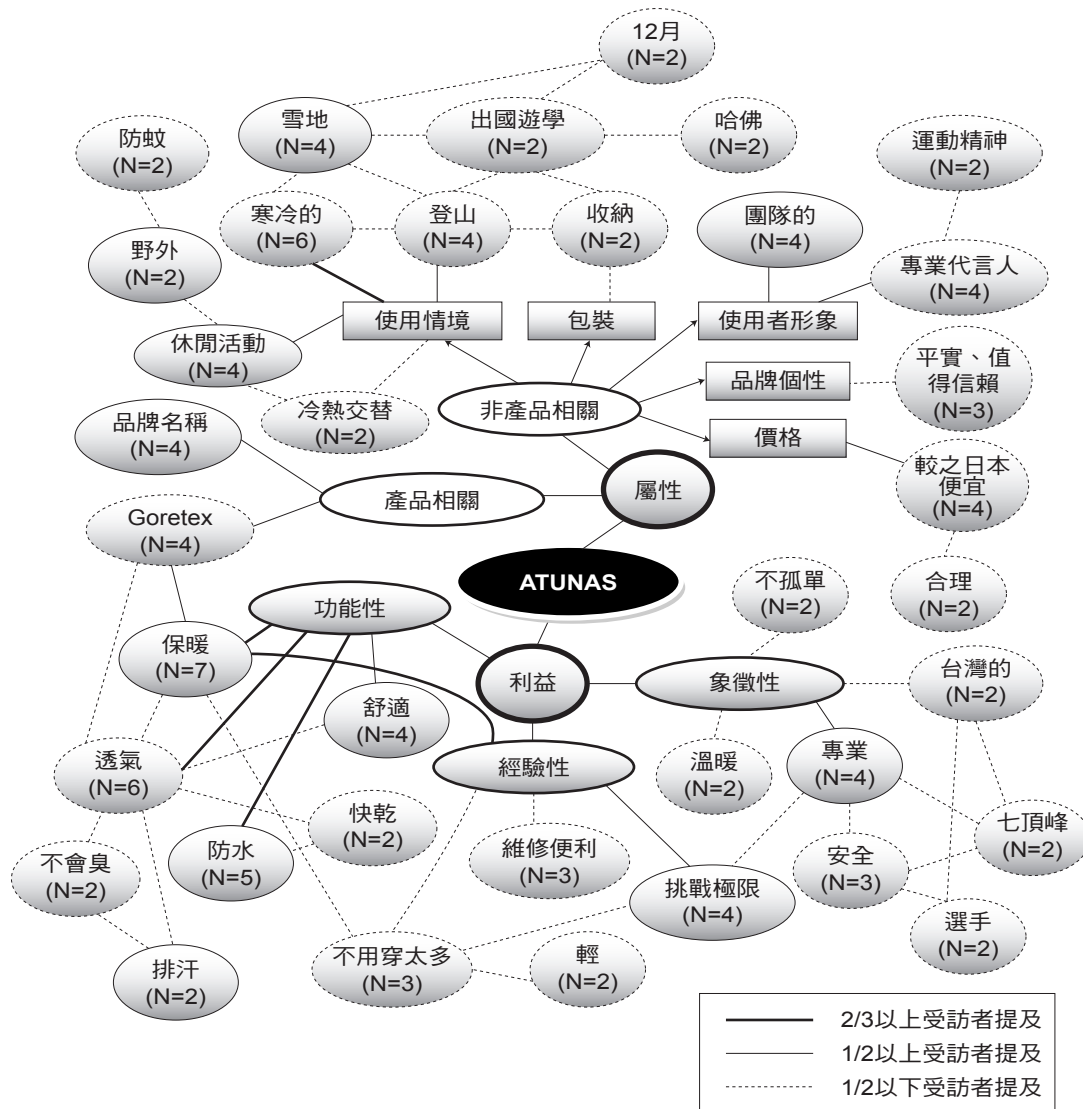 12月
(N=2)
雪地
(N=4)
出國遊學
(N=2)
哈佛
(N=2)
防蚊
(N=2)
運動精神
(N=2)
寒冷的
(N=6)
登山
(N=4)
收納
(N=2)
團隊的
(N=4)
野外
(N=2)
專業代言人
(N=4)
使用情境
包裝
使用者形象
休閒活動
(N=4)
品牌個性
平實、值
得信賴
(N=3)
冷熱交替
(N=2)
非產品相關
品牌名稱
(N=4)
價格
產品相關
屬性
較之日本
便宜
(N=4)
Goretex
(N=4)
ATUNAS
不孤單
(N=2)
合理
(N=2)
功能性
保暖
(N=7)
利益
象徵性
台灣的
(N=2)
舒適
(N=4)
透氣
(N=6)
經驗性
溫暖
(N=2)
專業
(N=4)
快乾
(N=2)
七頂峰
(N=2)
不會臭
(N=2)
防水
(N=5)
維修便利
(N=3)
安全
(N=3)
挑戰極限
(N=4)
選手
(N=2)
排汗
(N=2)
不用穿太多
(N=3)
輕
(N=2)
2/3以上受訪者提及
1/2以上受訪者提及
1/2以下受訪者提及